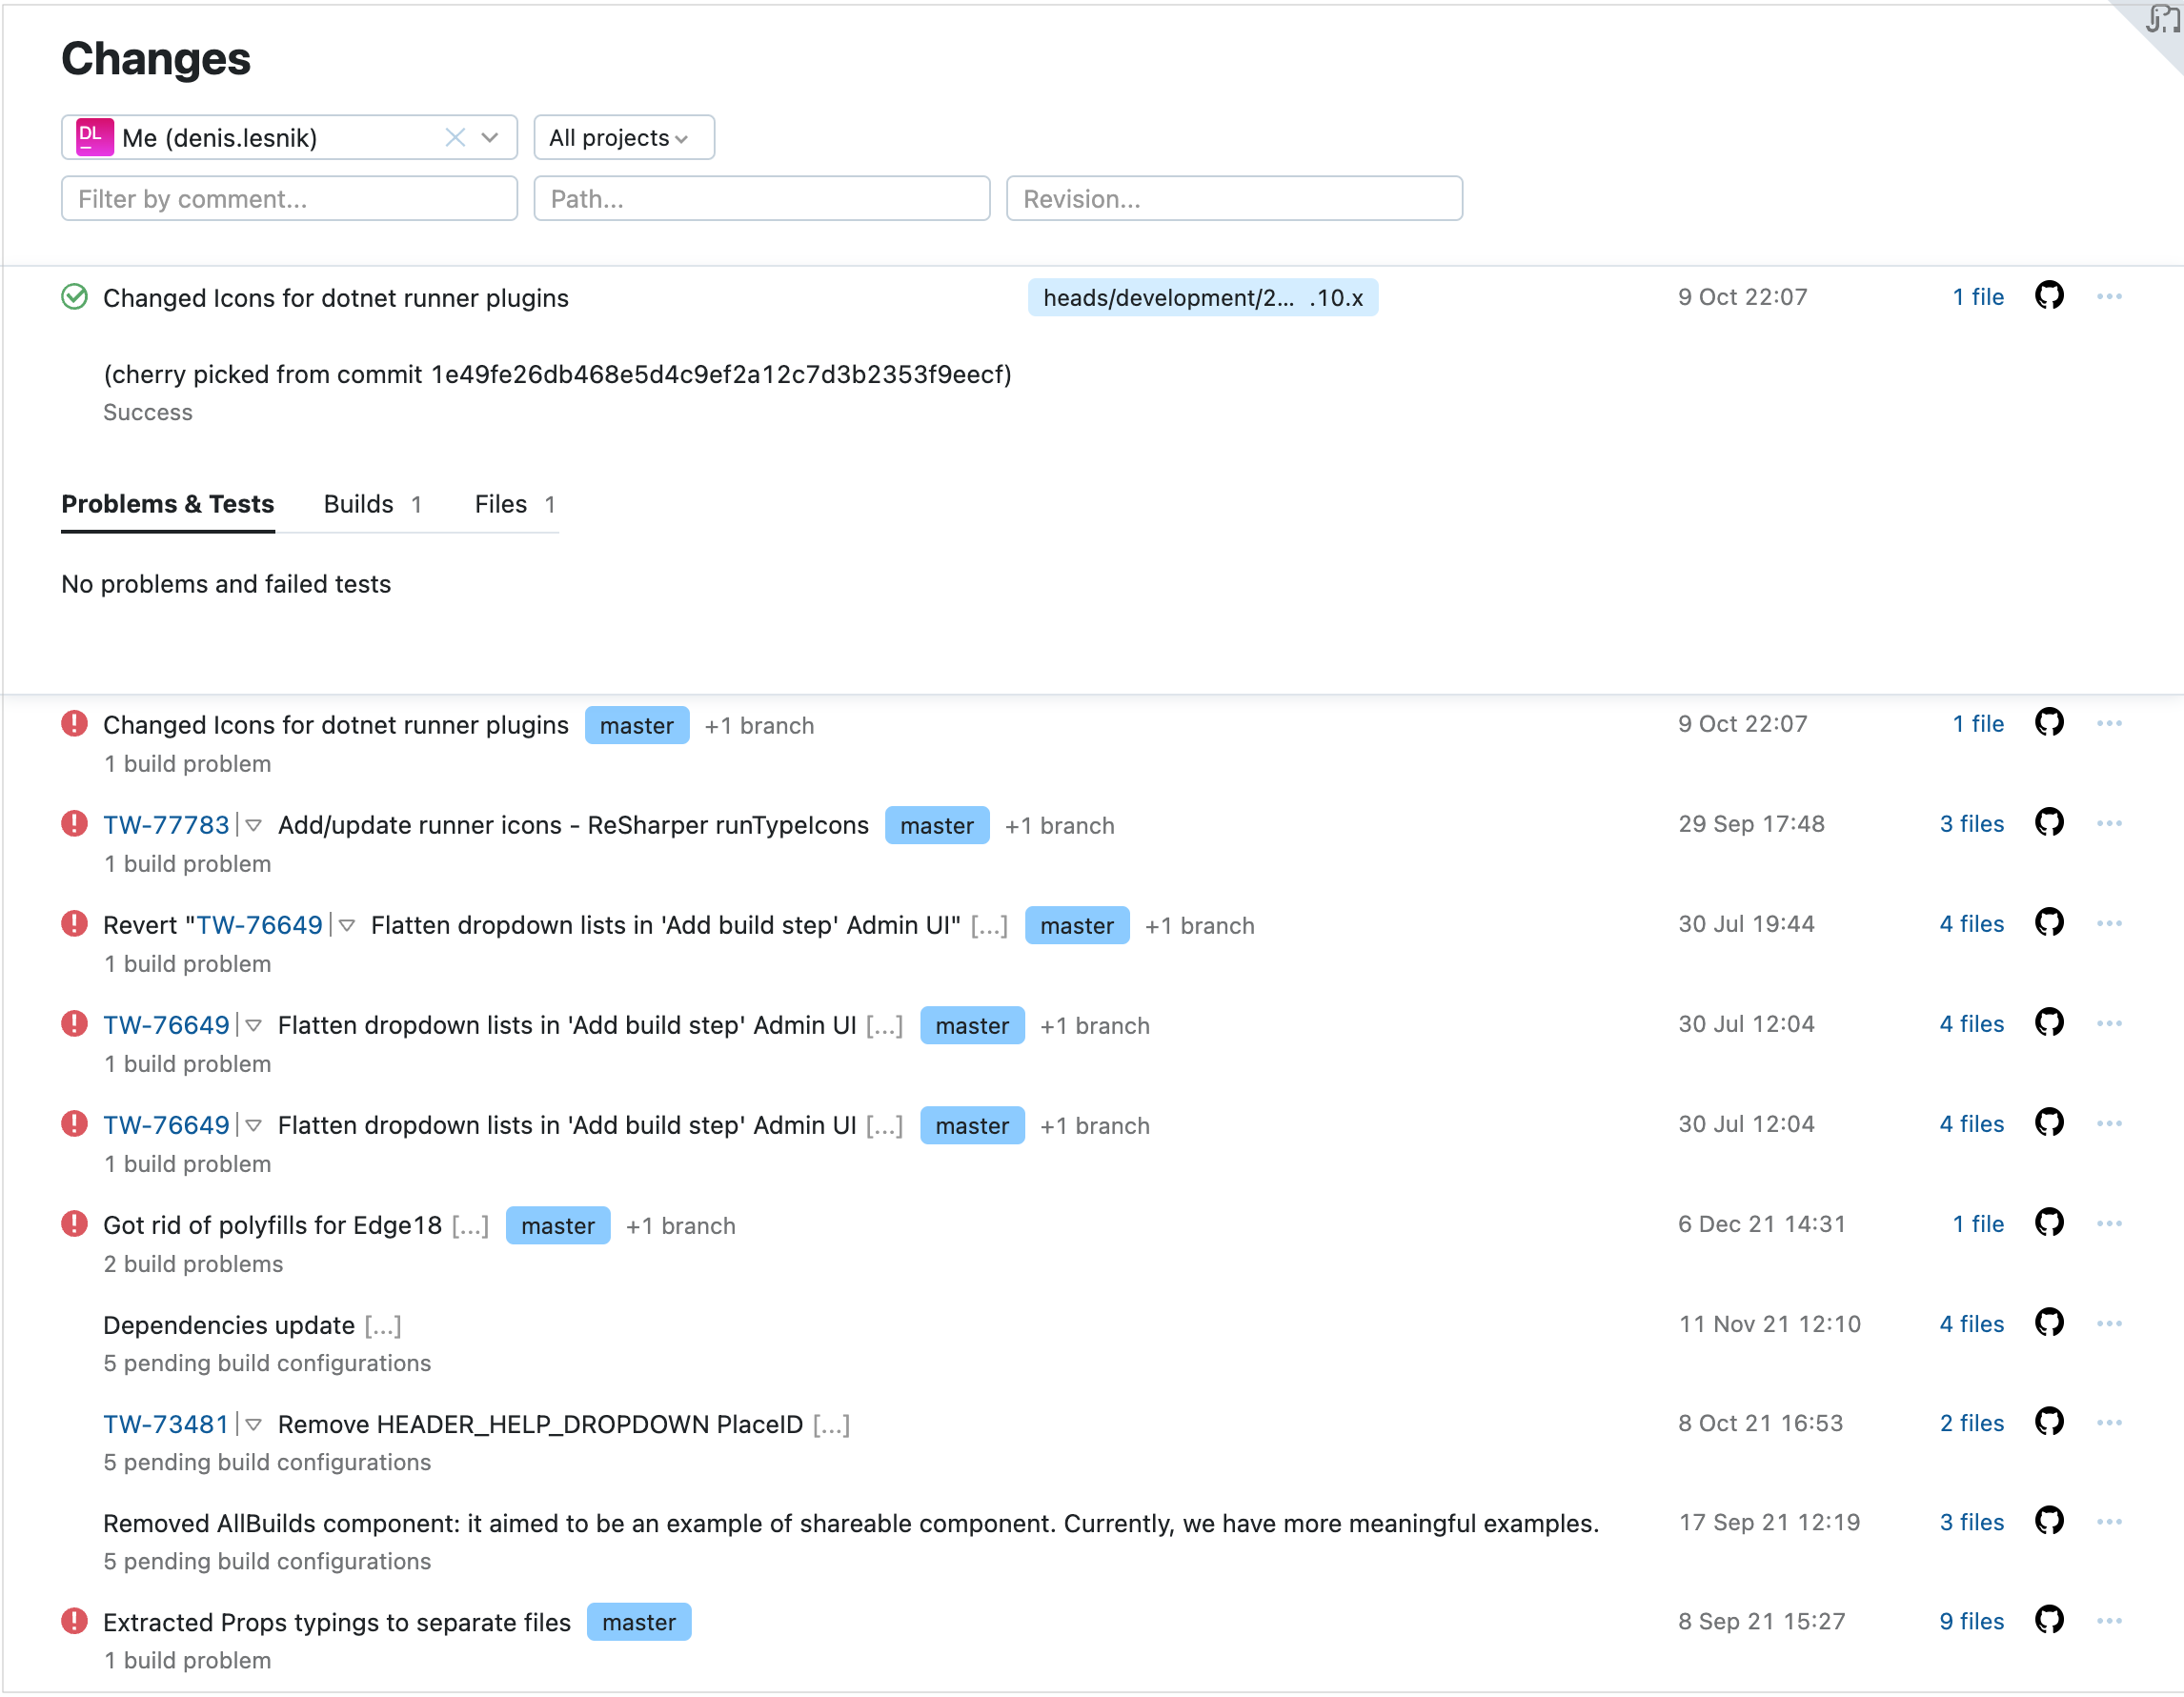 Changes
DL Me (denis.lesnik) All projects
Filter by comment... Path... Revision...
Changed Icons for dotnet runner plugins heads/development/2... .10.x 9 Oct 22:07 1 file
(cherry picked from commit 1e49fe26db468e5d4c9ef2a12c7d3b2353f9eecf)
Success
Problems & Tests Builds 1 Files 1
No problems and failed tests
Changed Icons for dotnet runner plugins master +1 branch 9 Oct 22:07 1 file
1 build problem
TW-77783 Add/update runner icons - ReSharper runTypeIcons master +1 branch 29 Sep 17:48 3 files
1 build problem
Revert "TW-76649 Flatten dropdown lists in 'Add build step' Admin UI" [...] master +1 branch 30 Jul 19:44 4 files
1 build problem
TW-76649 Flatten dropdown lists in 'Add build step' Admin UI [...] master +1 branch 30 Jul 12:04 4 files
1 build problem
TW-76649 Flatten dropdown lists in 'Add build step' Admin UI [...] master +1 branch 30 Jul 12:04 4 files
1 build problem
Got rid of polyfills for Edge18 [...] master +1 branch 6 Dec 21 14:31 1 file
2 build problems
Dependencies update [...] 11 Nov 21 12:10 4 files
5 pending build configurations
TW-73481 Remove HEADER_HELP_DROPDOWN PlaceID [...] 8 Oct 21 16:53 2 files
5 pending build configurations
Removed AllBuilds component: it aimed to be an example of shareable component. Currently, we have more meaningful examples. 17 Sep 21 12:19 3 files
5 pending build configurations
Extracted Props typings to separate files master 8 Sep 21 15:27 9 files
1 build problem